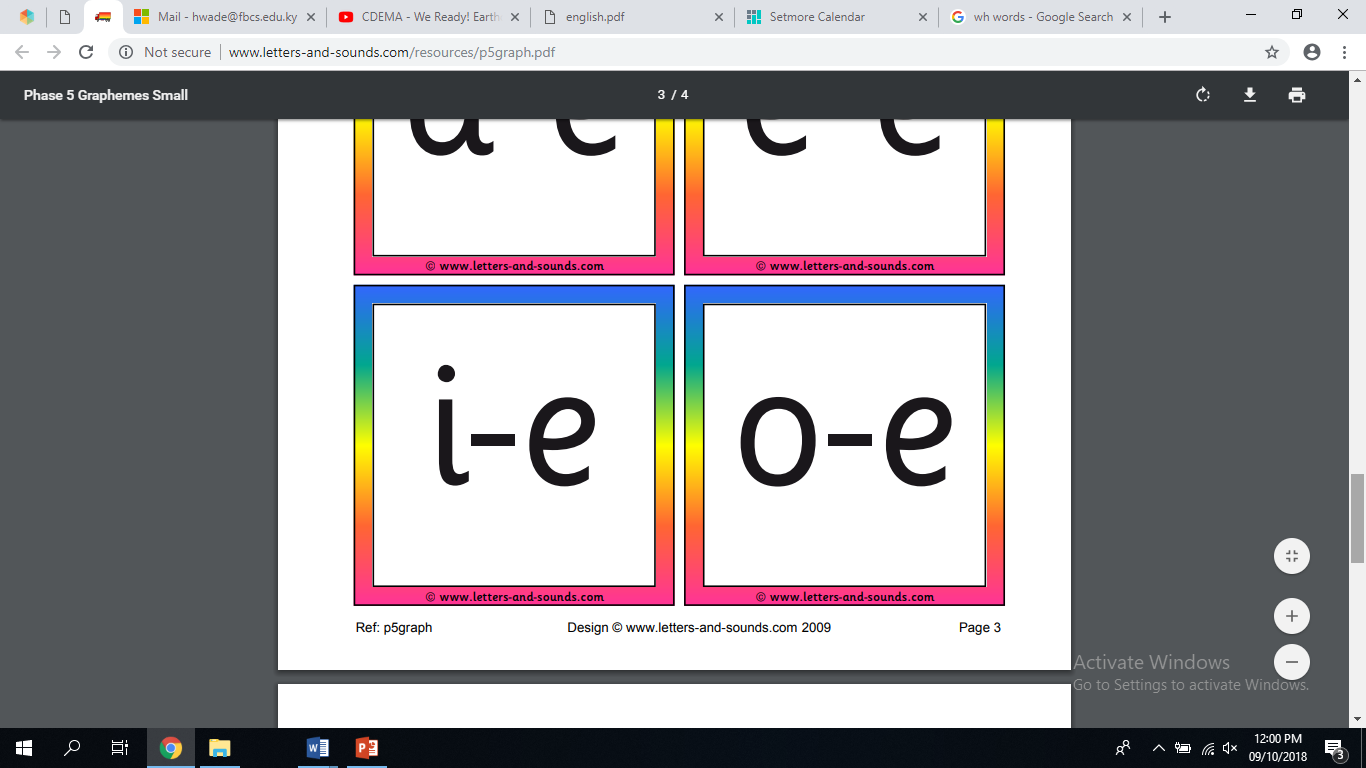 Mail - hwade@fbcs.edu.ky
CDEMA - We Ready! Earth
english.pdf
Setmore Calendar
wh words - Google Search
Not secure | www.letters-and-sounds.com/resources/p5graph.pdf
Phase 5 Graphemes Small
3 / 4
a-e
e-e
© www.letters-and-sounds.com
© www.letters-and-sounds.com
i-e
o-e
© www.letters-and-sounds.com
© www.letters-and-sounds.com
Ref: p5graph
Design © www.letters-and-sounds.com 2009
Page 3
Activate Windows
Go to Settings to activate Windows.
12:00 PM
09/10/2018
3